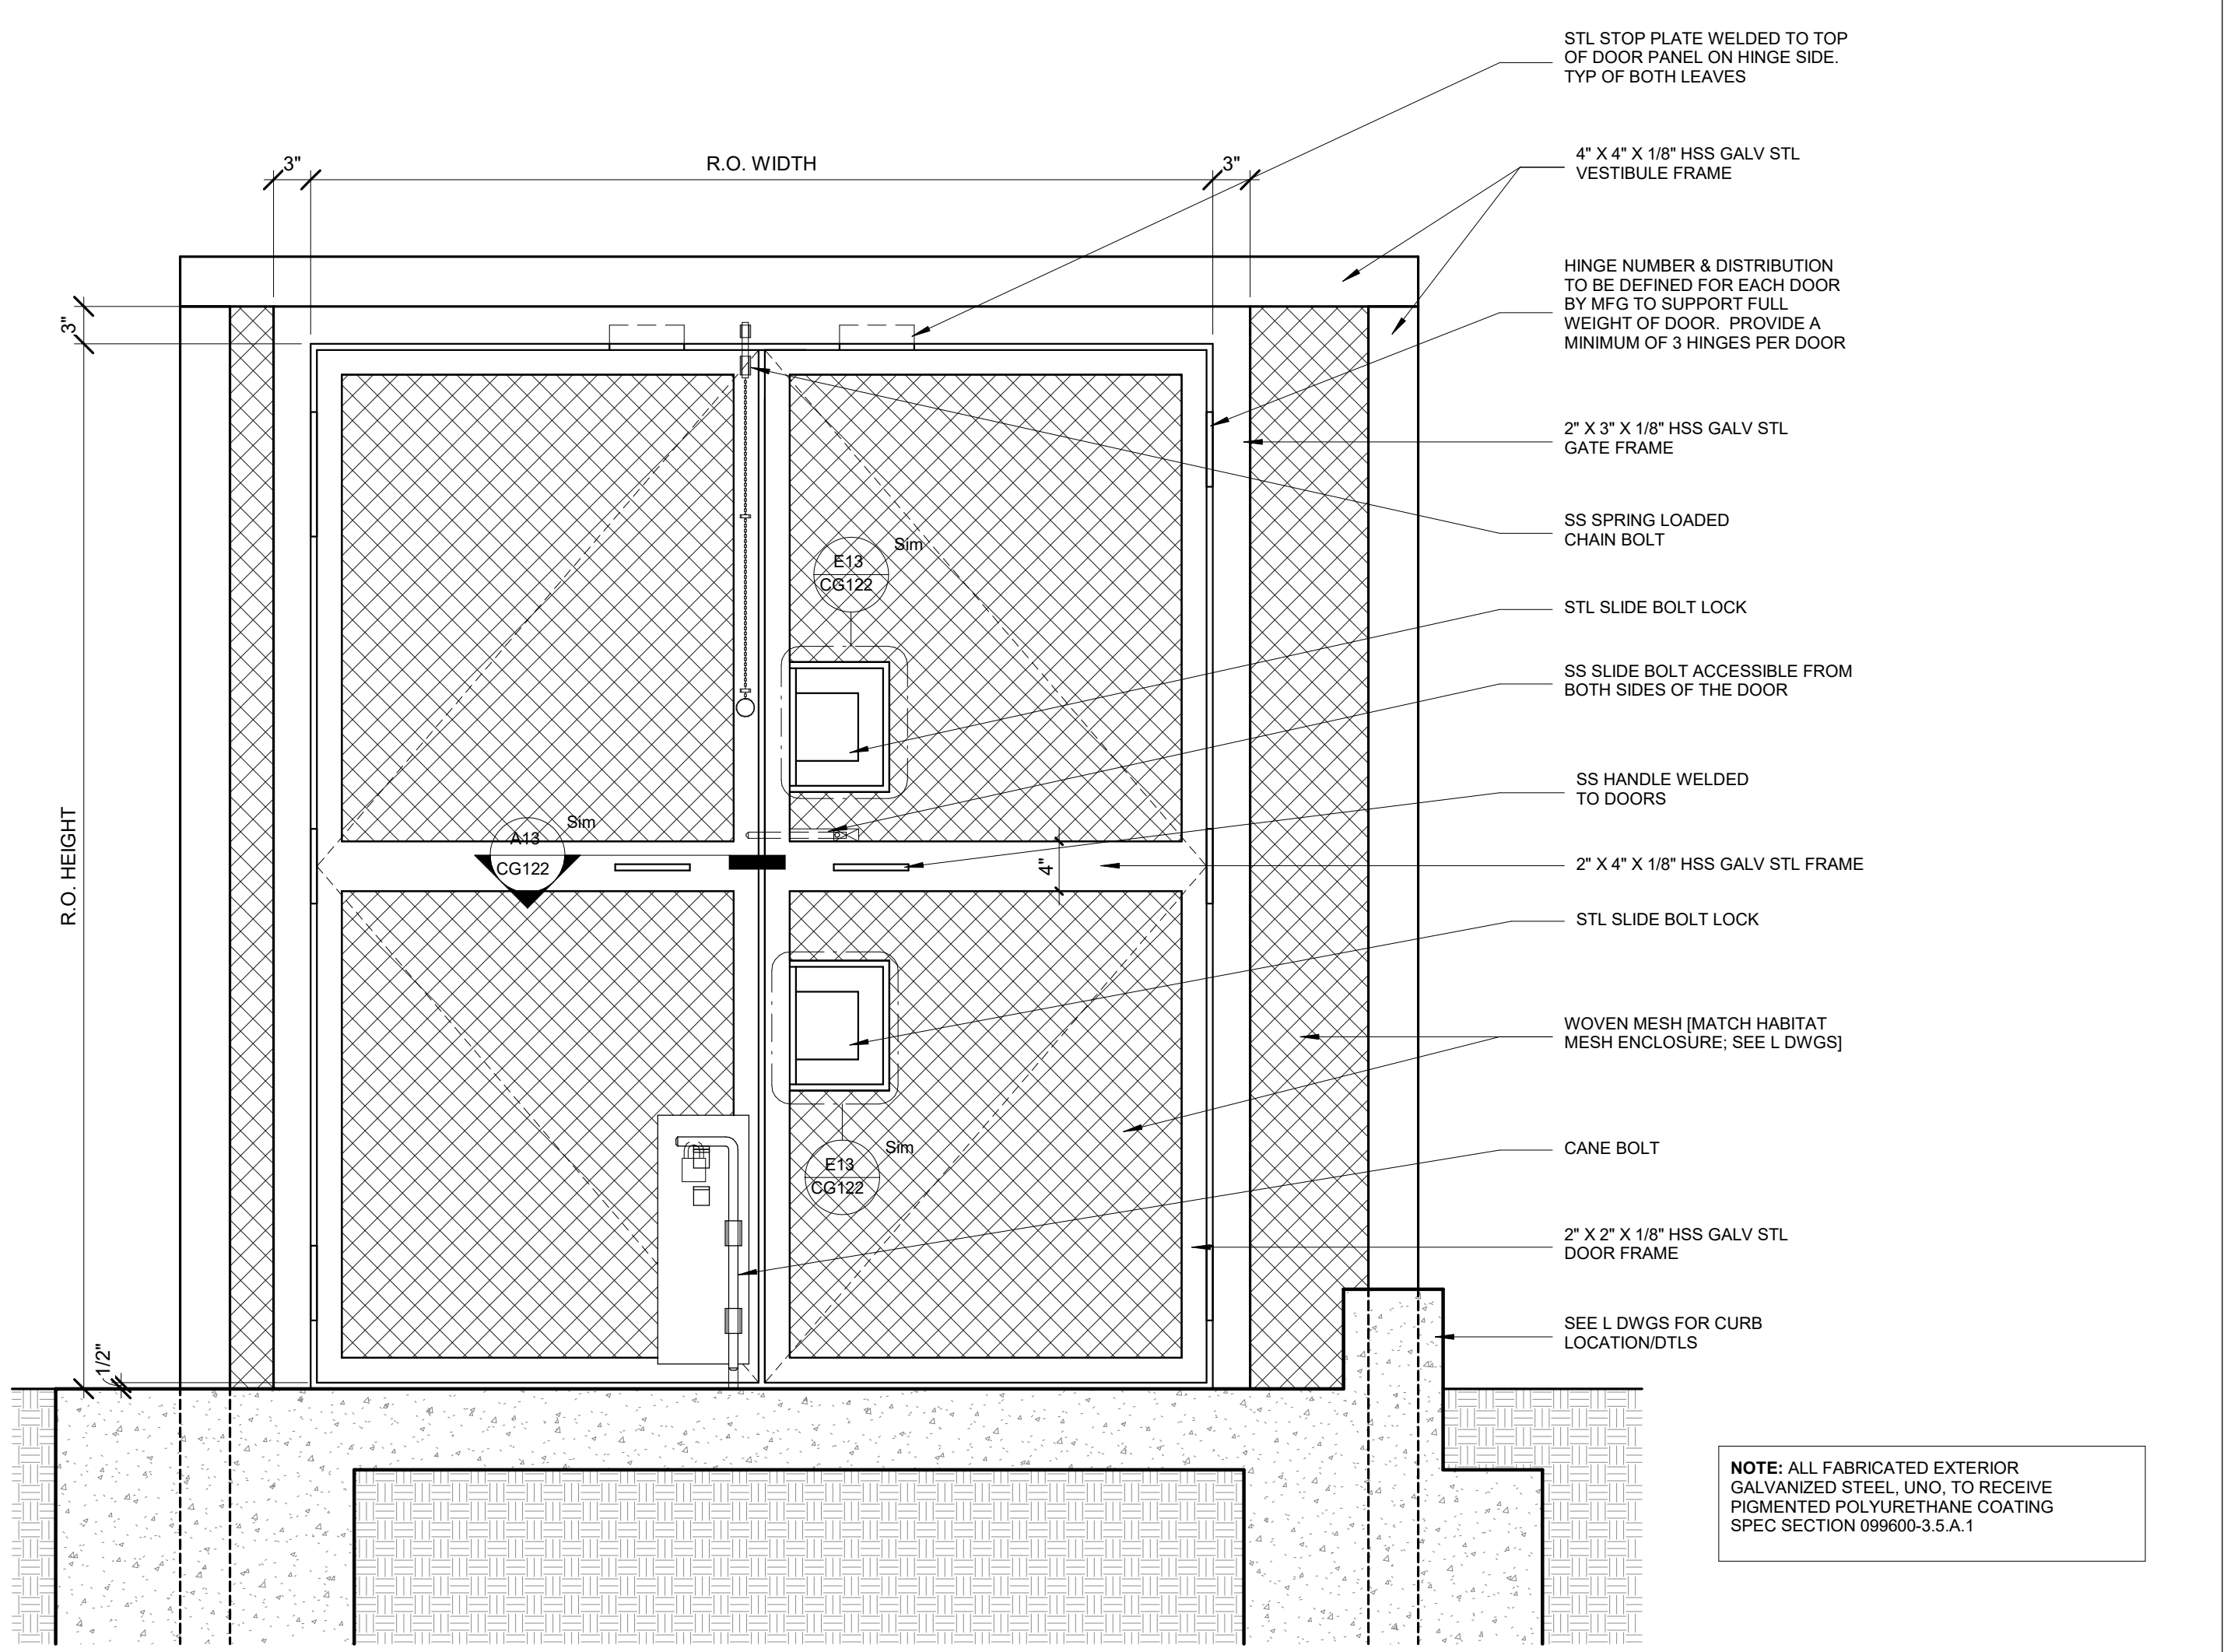 STL STOP PLATE WELDED TO TOP
OF DOOR PANEL ON HINGE SIDE.
TYP OF BOTH LEAVES
3"
R.O. WIDTH
3"
4" X 4" X 1/8" HSS GALV STL
VESTIBULE FRAME
HINGE NUMBER & DISTRIBUTION
TO BE DEFINED FOR EACH DOOR
BY MFG TO SUPPORT FULL
WEIGHT OF DOOR. PROVIDE A
MINIMUM OF 3 HINGES PER DOOR
3"
2" X 3" X 1/8" HSS GALV STL
GATE FRAME
SS SPRING LOADED
CHAIN BOLT
Sim
E13
CG122
STL SLIDE BOLT LOCK
SS SLIDE BOLT ACCESSIBLE FROM
BOTH SIDES OF THE DOOR
SS HANDLE WELDED
TO DOORS
R.O. HEIGHT
Sim
A13
CG122
4"
2" X 4" X 1/8" HSS GALV STL FRAME
STL SLIDE BOLT LOCK
WOVEN MESH [MATCH HABITAT
MESH ENCLOSURE; SEE L DWGS]
Sim
E13
CG122
CANE BOLT
2" X 2" X 1/8" HSS GALV STL
DOOR FRAME
SEE L DWGS FOR CURB
LOCATION/DTLS
1/2"
NOTE: ALL FABRICATED EXTERIOR
GALVANIZED STEEL, UNO, TO RECEIVE
PIGMENTED POLYURETHANE COATING
SPEC SECTION 099600-3.5.A.1